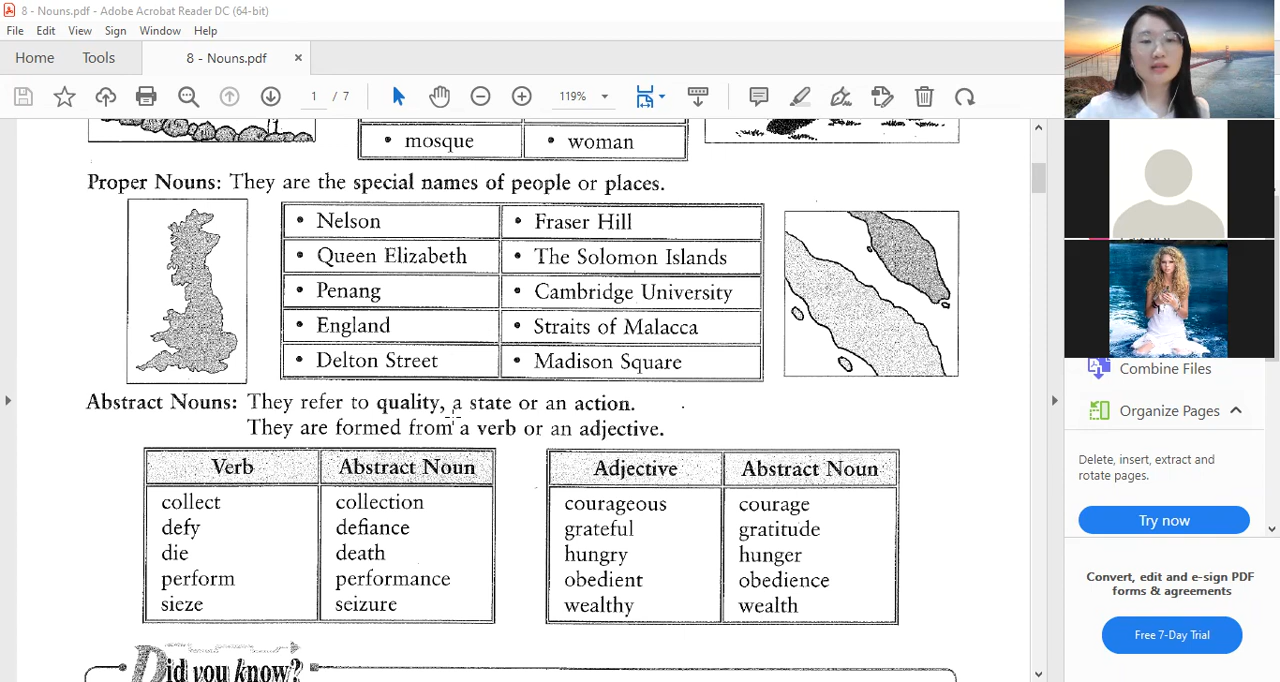 8 - Nouns.pdf - Adobe Acrobat Reader DC (64-bit)
File Edit View Sign Window Help
Home Tools 8 - Nouns.pdf ×
1 / 7 119%
• mosque • woman
Proper Nouns: They are the special names of people or places.
• Nelson • Fraser Hill
• Queen Elizabeth • The Solomon Islands
• Penang • Cambridge University
• England • Straits of Malacca
• Delton Street • Madison Square
Abstract Nouns: They refer to quality, a state or an action.
They are formed from a verb or an adjective.
Verb Abstract Noun
collect collection
defy defiance
die death
perform performance
sieze seizure
Adjective Abstract Noun
courageous courage
grateful gratitude
hungry hunger
obedient obedience
wealthy wealth
Did you know?
Combine Files
Organize Pages
Delete, insert, extract and
rotate pages.
Try now
Convert, edit and e-sign PDF
forms & agreements
Free 7-Day Trial